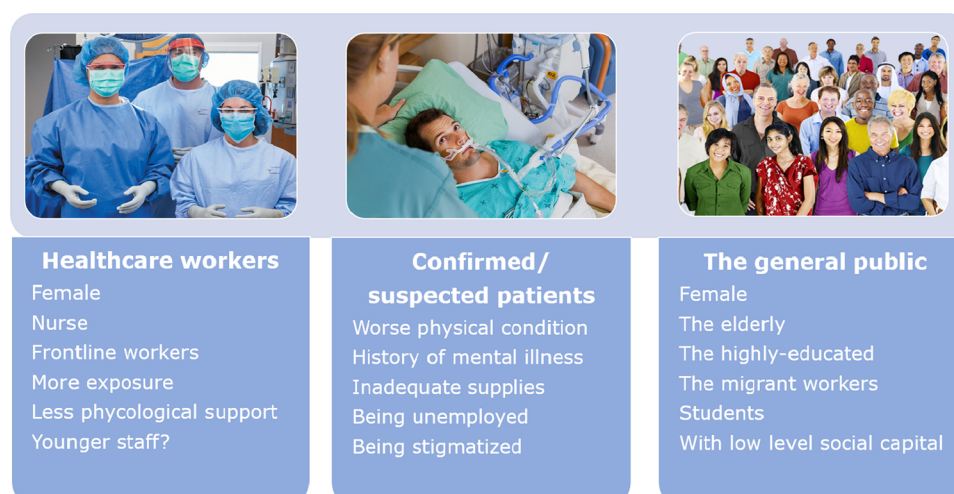 Healthcare workers
Female
Nurse
Frontline workers
More exposure
Less phycological support
Younger staff?
Confirmed/
suspected patients
Worse physical condition
History of mental illness
Inadequate supplies
Being unemployed
Being stigmatized
The general public
Female
The elderly
The highly-educated
The migrant workers
Students
With low level social capital